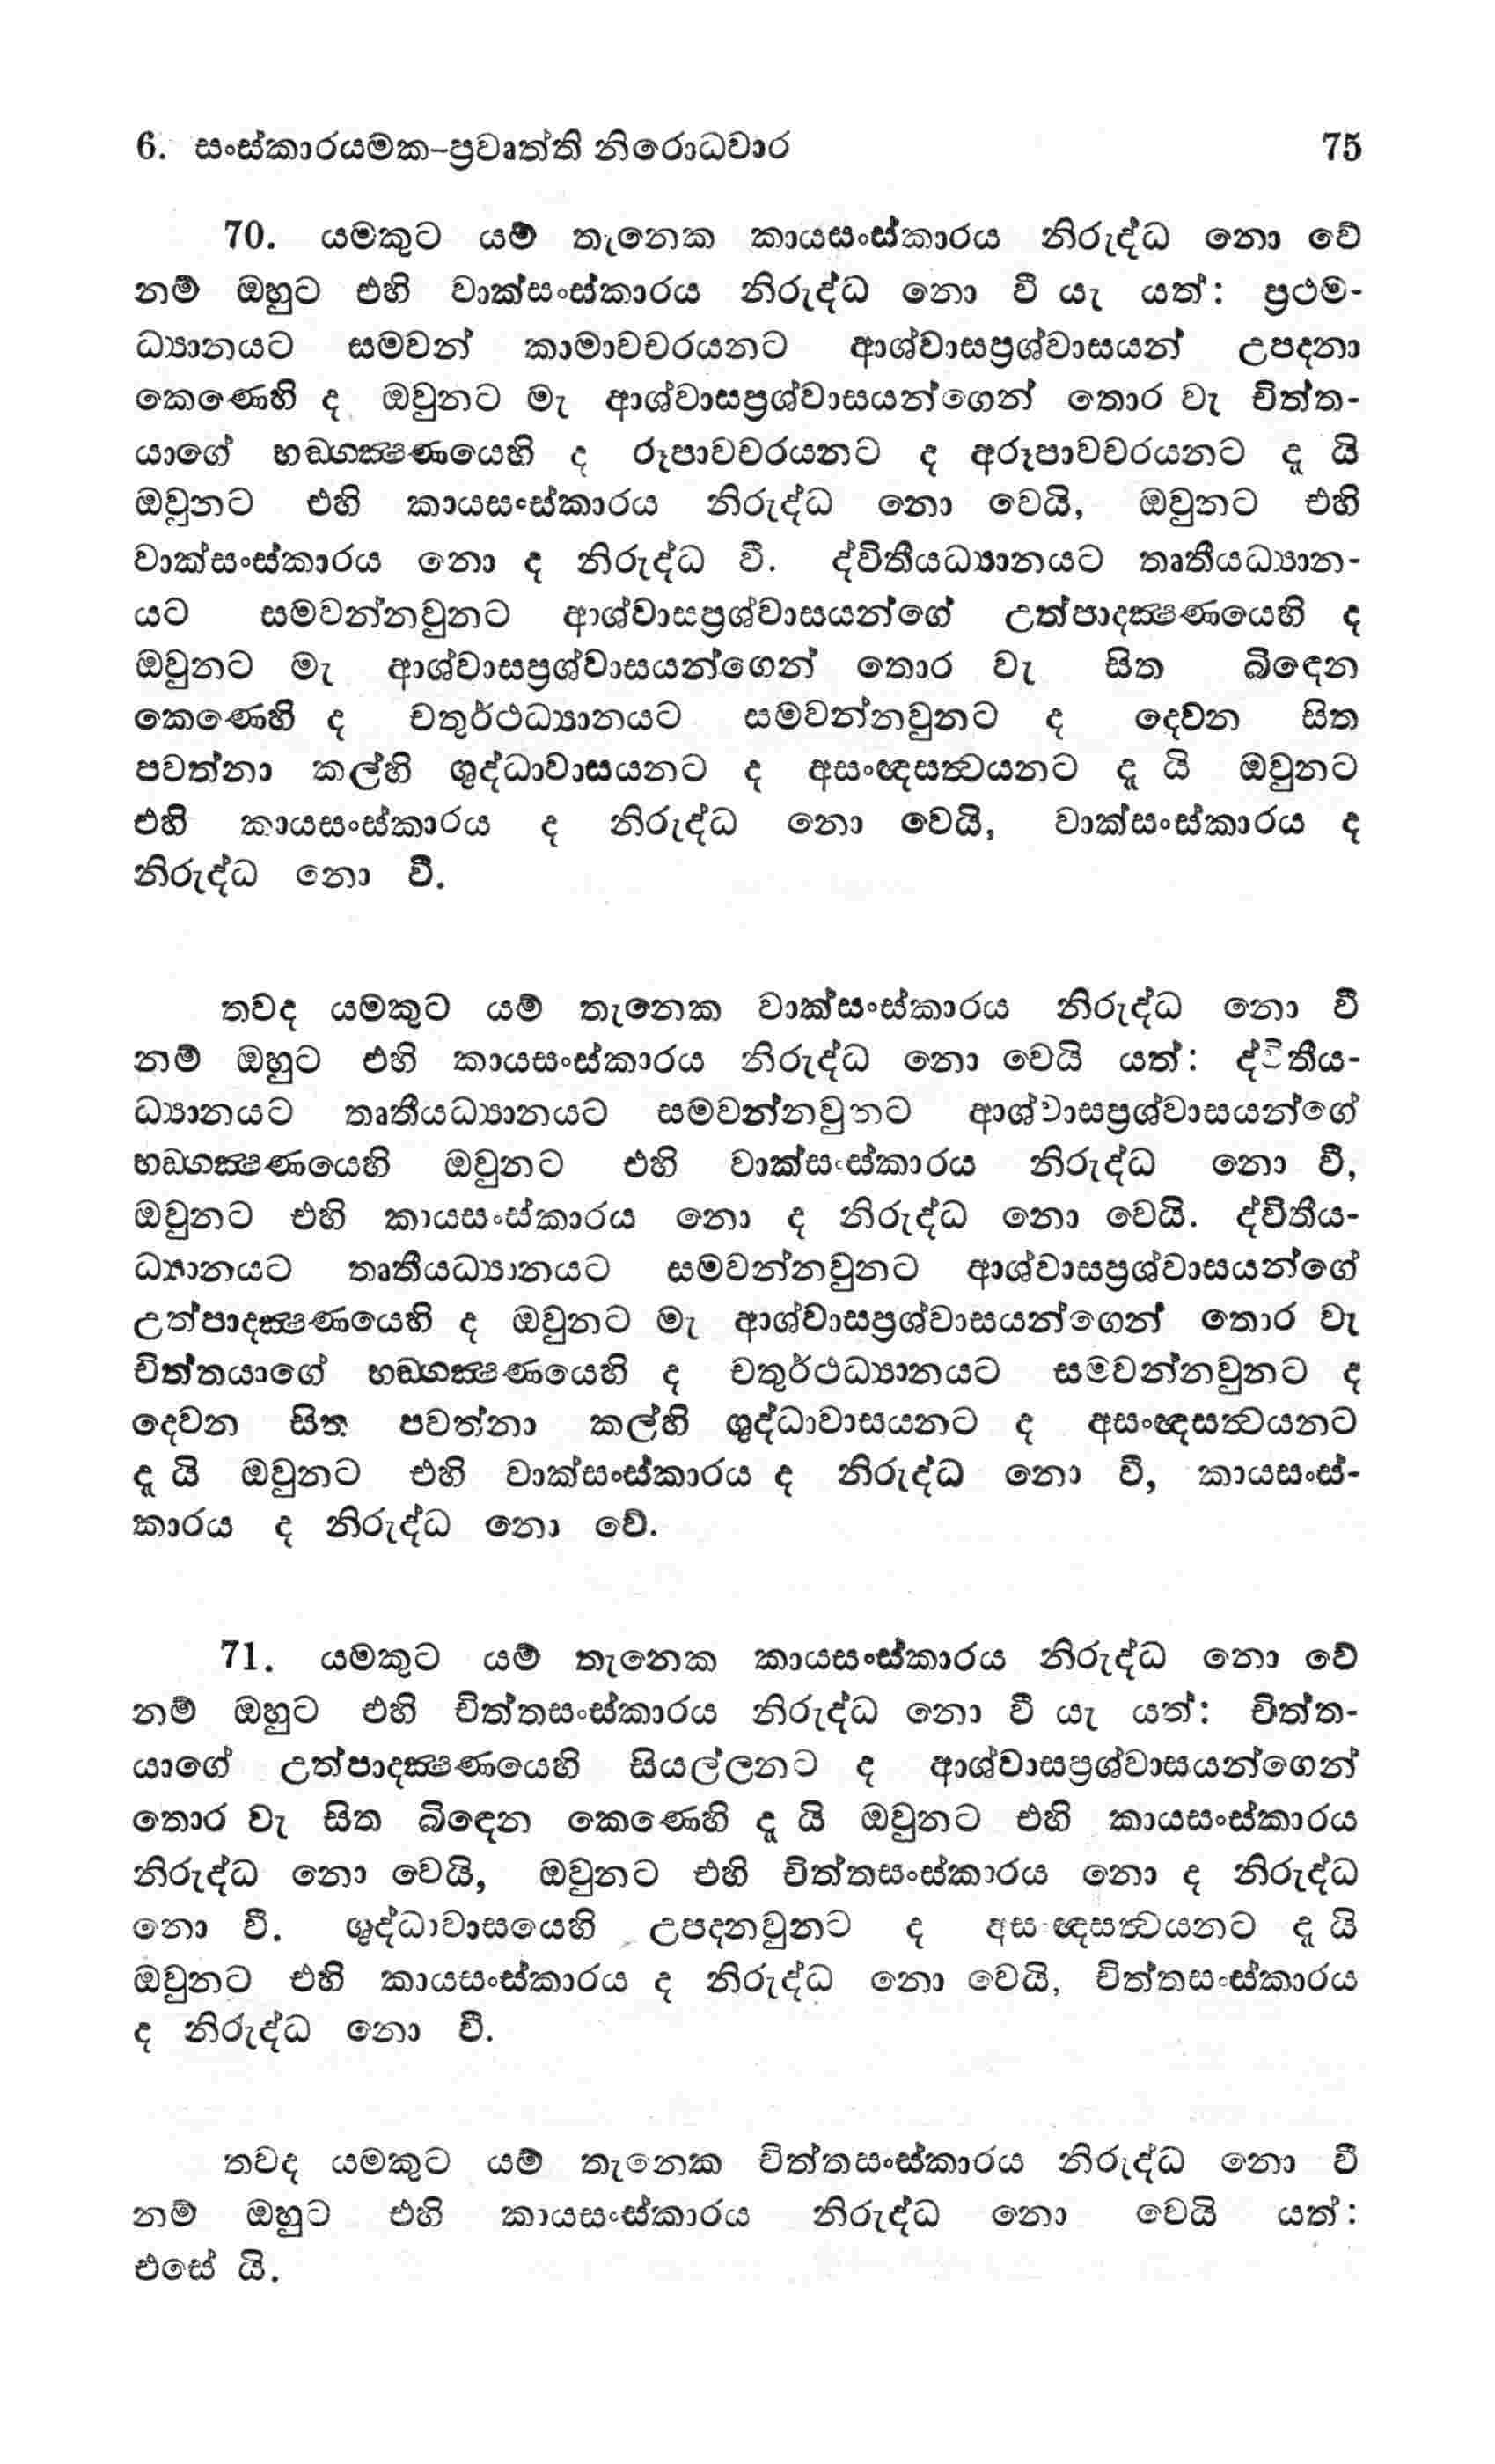 6. සංස්කාරයමක-ප්‍රවෘත්ති නිරොධවාර 75
70. යමකුට යම් තැනෙක කායසංස්කාරය නිරුද්ධ නො වේ
නම් ඔහුට එහි වාක්සංස්කාරය නිරුද්ධ නො වී යැ යත්: ප්‍රථම-
ධ්‍යානයට සමවන් කාමාවචරයනට ආශ්වාසප්‍රශ්වාසයන් උපදනා
කෙණෙහි ද ඔවුනට මැ ආශ්වාසප්‍රශ්වාසයන්ගෙන් තොර වැ චිත්ත-
යාගේ භඞ්ගක්‍ෂණයෙහි ද රූපාවචරයනට ද අරූපාවචරයනට දූ යි
ඔවුනට එහි කායසංස්කාරය නිරුද්ධ නො වෙයි, ඔවුනට එහි
වාක්සංස්කාරය නො ද නිරුද්ධ වී. ද්විතීයධ්‍යානයට තෘතීයධ්‍යාන-
යට සමවන්නවුනට ආශ්වාසප්‍රශ්වාසයන්ගේ උත්පාදක්‍ෂණයෙහි ද
ඔවුනට මැ ආශ්වාසප්‍රශ්වාසයන්ගෙන් තොර වැ සිත බිඳෙන
කෙණෙහි ද චතුර්ථධ්‍යානයට සමවන්නවුනට ද දෙවන සිත
පවත්නා කල්හි ශුද්ධාවාසයනට ද අසංඥසත්‍වයනට දූ යි ඔවුනට
එහි කායසංස්කාරය ද නිරුද්ධ නො වෙයි, වාක්සංස්කාරය ද
නිරුද්ධ නො වී.
තවද යමකුට යම් තැනෙක වාක්සංස්කාරය නිරුද්ධ නො වී
නම් ඔහුට එහි කායසංස්කාරය නිරුද්ධ නො වෙයි යත්: ද්විතීය-
ධ්‍යානයට තෘතීයධ්‍යානයට සමවන්නවුනට ආශ්වාසප්‍රශ්වාසයන්ගේ
භඞ්ගක්‍ෂණයෙහි ඔවුනට එහි වාක්සංස්කාරය නිරුද්ධ නො වී,
ඔවුනට එහි කායසංස්කාරය නො ද නිරුද්ධ නො වෙයි. ද්විතීය-
ධ්‍යානයට තෘතීයධ්‍යානයට සමවන්නවුනට ආශ්වාසප්‍රශ්වාසයන්ගේ
උත්පාදක්‍ෂණයෙහි ද ඔවුනට මැ ආශ්වාසප්‍රශ්වාසයන්ගෙන් තොර වැ
චිත්තයාගේ භඞ්ගක්‍ෂණයෙහි ද චතුර්ථධ්‍යානයට සමවන්නවුනට ද
දෙවන සිත පවත්නා කල්හි ශුද්ධාවාසයනට ද අසංඥසත්‍වයනට
දූ යි ඔවුනට එහි වාක්සංස්කාරය ද නිරුද්ධ නො වී, කායසංස්-
කාරය ද නිරුද්ධ නො වේ.
71. යමකුට යම් තැනෙක කායසංස්කාරය නිරුද්ධ නො වේ
නම් ඔහුට එහි චිත්තසංස්කාරය නිරුද්ධ නො වී යැ යත්: චිත්ත-
යාගේ උත්පාදක්‍ෂණයෙහි සියල්ලනට ද ආශ්වාසප්‍රශ්වාසයන්ගෙන්
තොර වැ සිත බිඳෙන කෙණෙහි දූ යි ඔවුනට එහි කායසංස්කාරය
නිරුද්ධ නො වෙයි, ඔවුනට එහි චිත්තසංස්කාරය නො ද නිරුද්ධ
නො වී. ශුද්ධාවාසයෙහි උපදනවුනට ද අසංඥසත්‍වයනට දූ යි
ඔවුනට එහි කායසංස්කාරය ද නිරුද්ධ නො වෙයි, චිත්තසංස්කාරය
ද නිරුද්ධ නො වී.
තවද යමකුට යම් තැනෙක චිත්තසංස්කාරය නිරුද්ධ නො වී
නම් ඔහුට එහි කායසංස්කාරය නිරුද්ධ නො වෙයි යත්:
එසේ යි.